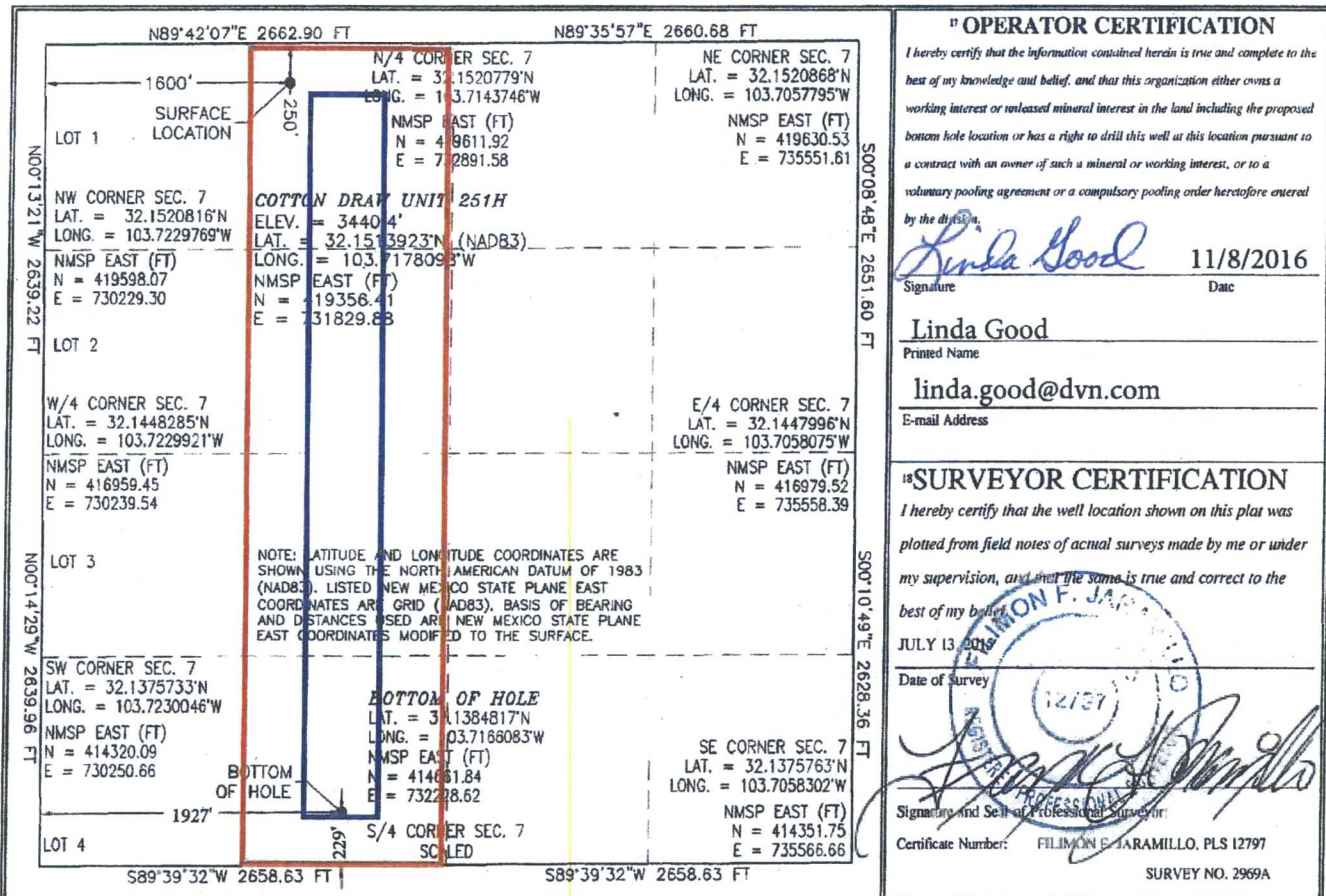 N89°42'07"E 2662.90 FT
N89°35'57"E 2660.68 FT
1600'
SURFACE
LOCATION
250'
LOT 1
N/4 CORNER SEC. 7
LAT. = 32.1520779'N
LONG. = 103.7143746'W
NMSP EAST (FT)
N = 419611.92
E = 732891.58
NE CORNER SEC. 7
LAT. = 32.1520868'N
LONG. = 103.7057795'W
NMSP EAST (FT)
N = 419630.53
E = 735551.61
N00°13'21"W 2639.22 FT
S00°08'48"E 2651.60 FT
NW CORNER SEC. 7
LAT. = 32.1520816'N
LONG. = 103.7229769'W
NMSP EAST (FT)
N = 419598.07
E = 730229.30
COTTON DRAW UNIT 251H
ELEV. = 3440.4'
LAT. = 32.1513923'N (NAD83)
LONG. = 103.7178093'W
NMSP EAST (FT)
N = 419356.41
E = 731829.88
LOT 2
W/4 CORNER SEC. 7
LAT. = 32.1448285'N
LONG. = 103.7229921'W
NMSP EAST (FT)
N = 416959.45
E = 730239.54
E/4 CORNER SEC. 7
LAT. = 32.1447996'N
LONG. = 103.7058075'W
NMSP EAST (FT)
N = 416979.52
E = 735558.39
LOT 3
NOTE: LATITUDE AND LONGITUDE COORDINATES ARE
SHOWN USING THE NORTH AMERICAN DATUM OF 1983
(NAD83). LISTED NEW MEXICO STATE PLANE EAST
COORDINATES ARE GRID (NAD83). BASIS OF BEARING
AND DISTANCES USED ARE NEW MEXICO STATE PLANE
EAST COORDINATES MODIFIED TO THE SURFACE.
N00°14'29"W 2639.96 FT
S00°10'49"E 2628.36 FT
SW CORNER SEC. 7
LAT. = 32.1375733'N
LONG. = 103.7230046'W
NMSP EAST (FT)
N = 414320.09
E = 730250.66
BOTTOM OF HOLE
LAT. = 32.1384817'N
LONG. = 103.7166083'W
NMSP EAST (FT)
N = 414661.84
E = 732228.62
SE CORNER SEC. 7
LAT. = 32.1375763'N
LONG. = 103.7058302'W
NMSP EAST (FT)
N = 414351.75
E = 735566.66
BOTTOM
OF HOLE
1927'
229'
LOT 4
S/4 CORNER SEC. 7
SCALED
S89°39'32"W 2658.63 FT
S89°39'32"W 2658.63 FT
17 OPERATOR CERTIFICATION
I hereby certify that the information contained herein is true and complete to the
best of my knowledge and belief, and that this organization either owns a
working interest or unleased mineral interest in the land including the proposed
bottom hole location or has a right to drill this well at this location pursuant to
a contract with an owner of such a mineral or working interest, or to a
voluntary pooling agreement or a compulsory pooling order heretofore entered
by the division.
Linda Good 11/8/2016
Signature Date
Linda Good
Printed Name
linda.good@dvn.com
E-mail Address
18 SURVEYOR CERTIFICATION
I hereby certify that the well location shown on this plat was
plotted from field notes of actual surveys made by me or under
my supervision, and that the same is true and correct to the
best of my belief.
JULY 13, 2015
Date of Survey
FILIMON F. JARAMILLO
12797
REGISTERED PROFESSIONAL
Signature and Seal of Professional Surveyor:
Certificate Number: FILIMON F. JARAMILLO, PLS 12797
SURVEY NO. 2969A